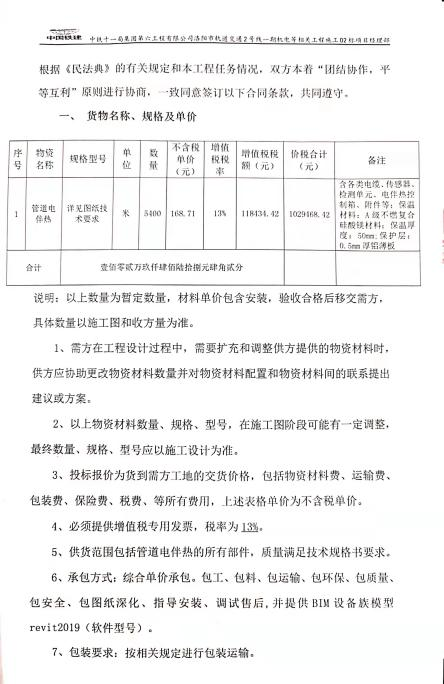 中国铁建 中铁十一局集团第六工程有限公司洛阳市轨道交通2号线一期机电等相关工程施工02标项目经理部
根据《民法典》的有关规定和本工程任务情况，双方本着“团结协作，平
等互利”原则进行协商，一致同意签订以下合同条款，共同遵守。
一、 货物名称、规格及单价
序号 物资名称 规格型号 单位 数量 不含税单价（元） 增值税税率 增值税税额（元） 价税合计（元） 备注
1 管道电伴热 详见图纸技术要求 米 5400 168.71 13% 118434.42 1029468.42 含各类电缆、传感器、检测单元、电伴热控制箱、附件等；保温材料：A级不燃复合硅酸镁材料；保温厚度：50mm；保护层：0.5mm厚铝薄板
合计 壹佰零贰万玖仟肆佰陆拾捌元肆角贰分
说明：以上数量为暂定数量，材料单价包含安装，验收合格后移交需方，
具体数量以施工图和收方量为准。
1、需方在工程设计过程中，需要扩充和调整供方提供的物资材料时，
供方应协助更改物资材料数量并对物资材料配置和物资材料间的联系提出
建议或方案。
2、以上物资材料数量、规格、型号，在施工图阶段可能有一定调整，
最终数量、规格、型号应以施工设计为准。
3、投标报价为货到需方工地的交货价格，包括物资材料费、运输费、
包装费、保险费、税费、等所有费用，上述表格单价为不含税单价。
4、必须提供增值税专用发票，税率为13%。
5、供货范围包括管道电伴热的所有部件，质量满足技术规格书要求。
6、承包方式：综合单价承包。包工、包料、包运输、包环保、包质量、
包安全、包图纸深化、指导安装、调试售后，并提供 BIM 设备族模型
revit2019（软件型号）。
7、包装要求：按相关规定进行包装运输。